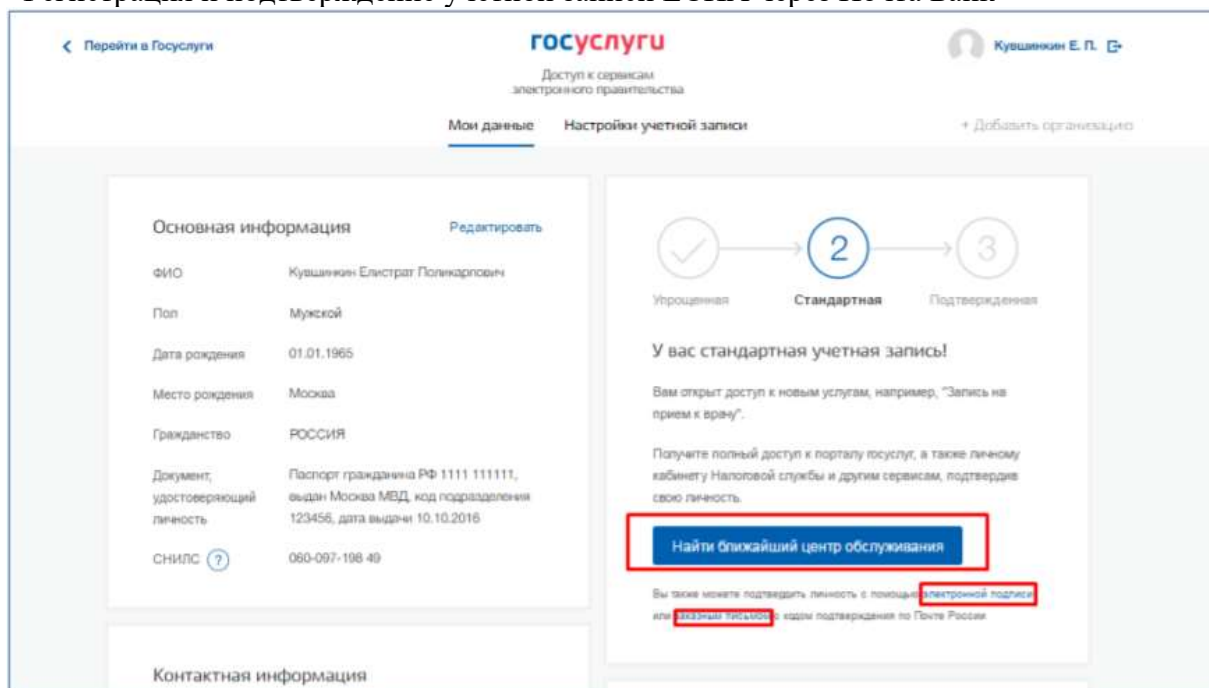 Перейти в Госуслуги
госуслуги
Кувшинкин Е. П.
Доступ к сервисам
электронного правительства
Мои данные Настройки учетной записи + Добавить организацию
Основная информация Редактировать
ФИО Кувшинкин Елистрат Поликарпович
Пол Мужской
Дата рождения 01.01.1965
Место рождения Москва
Гражданство РОССИЯ
Документ, удостоверяющий личность Паспорт гражданина РФ 1111 111111,
выдан Москва МВД, код подразделения
123456, дата выдачи 10.10.2016
СНИЛС ? 060-097-198 49
Контактная информация
2 3
Упрощенная Стандартная Подтвержденная
У вас стандартная учетная запись!
Вам открыт доступ к новым услугам, например, "Запись на
прием к врачу".
Получите полный доступ к порталу госуслуг, а также личному
кабинету Налоговой службы и другим сервисам, подтвердив
свою личность.
Найти ближайший центр обслуживания
Вы также можете подтвердить личность с помощью электронной подписи
или заказным письмом с кодом подтверждения по Почте России